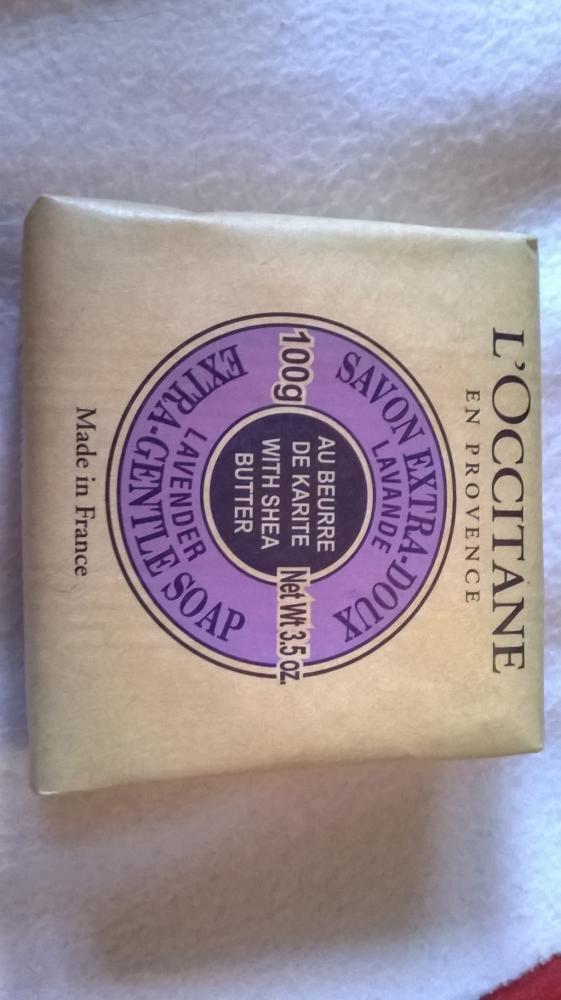 L'OCCITANE
EN PROVENCE
SAVON EXTRA-DOUX
LAVANDE
100g
AU BEURRE
DE KARITE
WITH SHEA
BUTTER
Net Wt 3.5 oz.
LAVENDER
EXTRA-GENTLE SOAP
Made in France